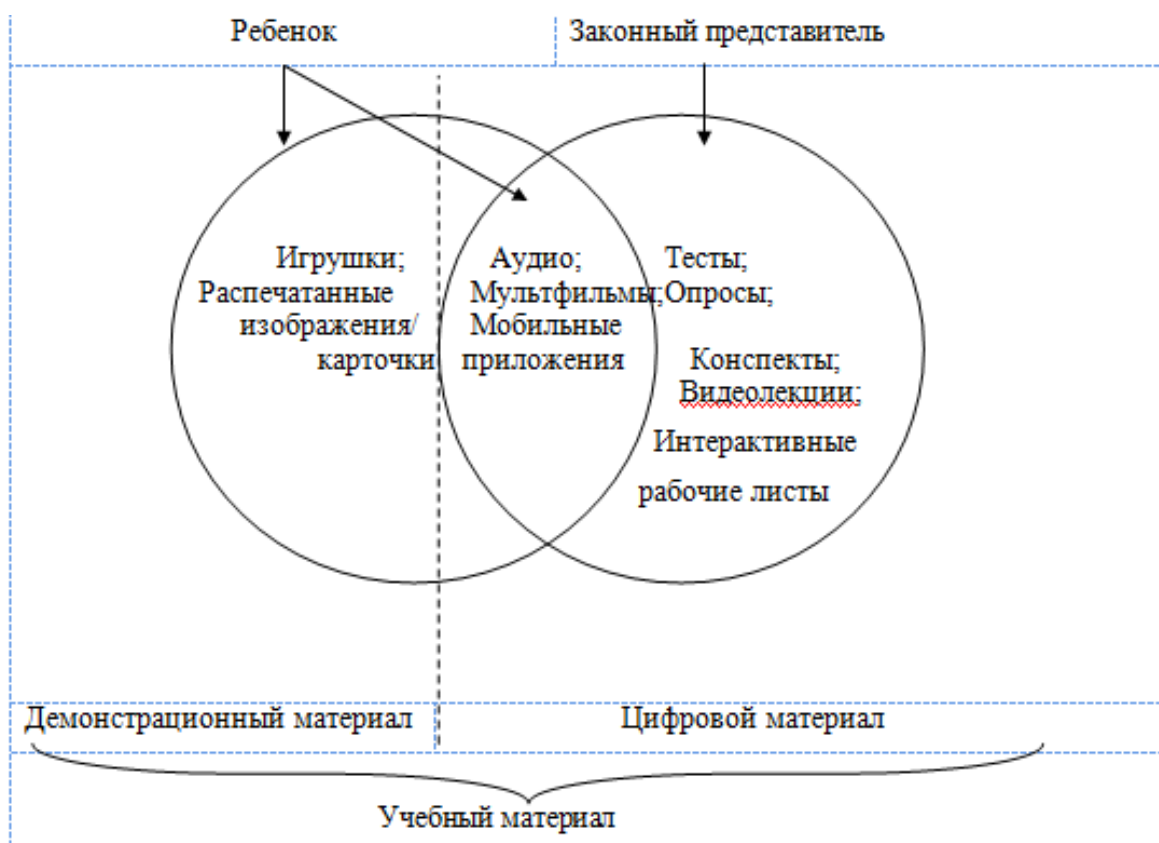 Ребенок
Законный представитель
Игрушки;
Распечатанные
изображения/
карточки
Аудио;
Мультфильмы;
Мобильные
приложения
Тесты;
Опросы;
Конспекты;
Видеолекции;
Интерактивные
рабочие листы
Демонстрационный материал
Цифровой материал
Учебный материал